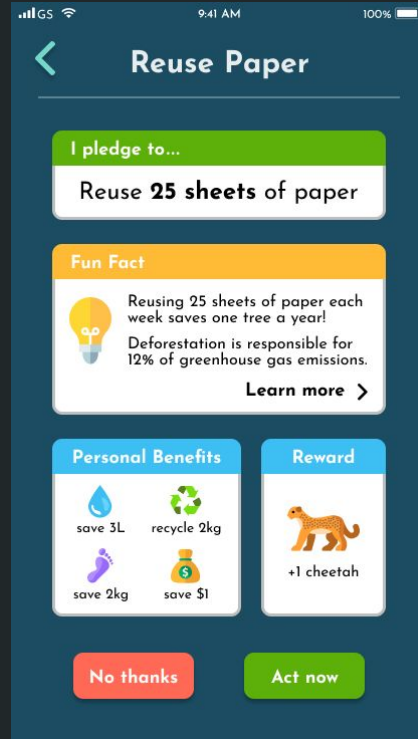 GS 9:41 AM 100%
Reuse Paper
I pledge to...
Reuse 25 sheets of paper
Fun Fact
Reusing 25 sheets of paper each
week saves one tree a year!
Deforestation is responsible for
12% of greenhouse gas emissions.
Learn more
Personal Benefits
save 3L
recycle 2kg
save 2kg
$
save $1
Reward
+1 cheetah
No thanks
Act now